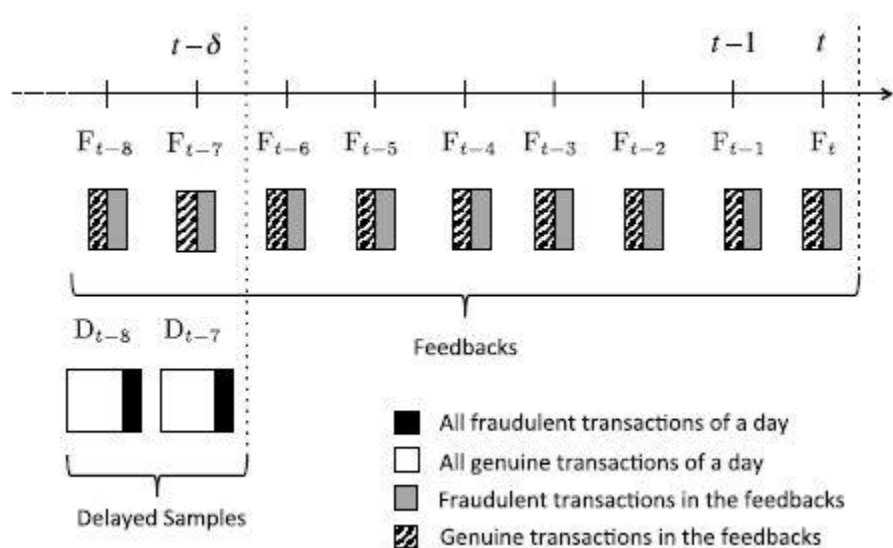 t−δ t−1 t
F_{t−8} F_{t−7} F_{t−6} F_{t−5} F_{t−4} F_{t−3} F_{t−2} F_{t−1} F_t
D_{t−8} D_{t−7}
Feedbacks
All fraudulent transactions of a day
All genuine transactions of a day
Fraudulent transactions in the feedbacks
Delayed Samples
Genuine transactions in the feedbacks